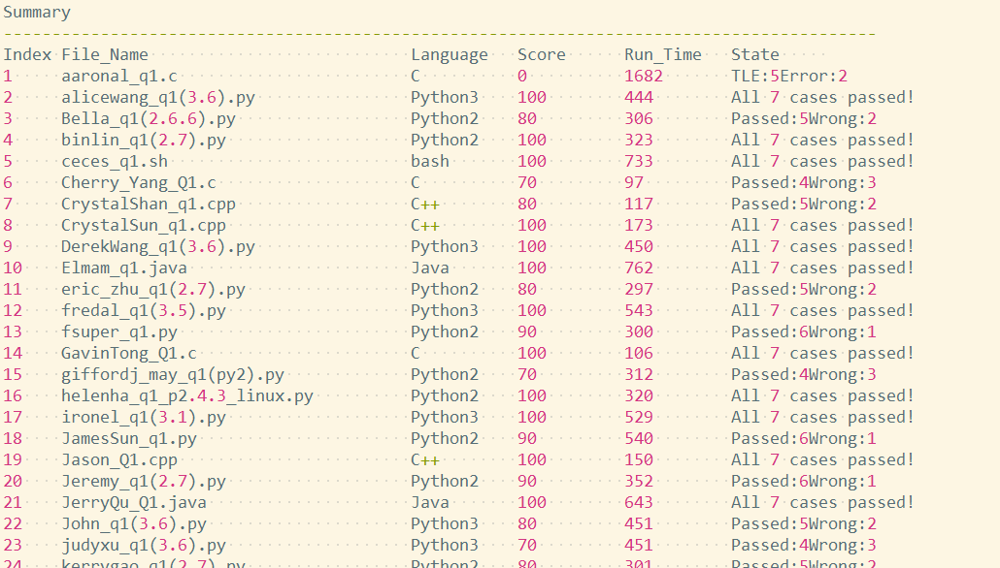 Summary
------------------------------------------------------------------------------------------
Index File_Name Language Score Run_Time State
1 aaronal_q1.c C 0 1682 TLE:5Error:2
2 alicewang_q1(3.6).py Python3 100 444 All 7 cases passed!
3 Bella_q1(2.6.6).py Python2 80 306 Passed:5Wrong:2
4 binlin_q1(2.7).py Python2 100 323 All 7 cases passed!
5 ceces_q1.sh bash 100 733 All 7 cases passed!
6 Cherry_Yang_Q1.c C 70 97 Passed:4Wrong:3
7 CrystalShan_q1.cpp C++ 80 117 Passed:5Wrong:2
8 CrystalSun_q1.cpp C++ 100 173 All 7 cases passed!
9 DerekWang_q1(3.6).py Python3 100 450 All 7 cases passed!
10 Elmam_q1.java Java 100 762 All 7 cases passed!
11 eric_zhu_q1(2.7).py Python2 80 297 Passed:5Wrong:2
12 fredal_q1(3.5).py Python3 100 543 All 7 cases passed!
13 fsuper_q1.py Python2 90 300 Passed:6Wrong:1
14 GavinTong_Q1.c C 100 106 All 7 cases passed!
15 giffordj_may_q1(py2).py Python2 70 312 Passed:4Wrong:3
16 helenha_q1_p2.4.3_linux.py Python2 100 320 All 7 cases passed!
17 ironel_q1(3.1).py Python3 100 529 All 7 cases passed!
18 JamesSun_q1.py Python2 90 540 Passed:6Wrong:1
19 Jason_Q1.cpp C++ 100 150 All 7 cases passed!
20 Jeremy_q1(2.7).py Python2 90 352 Passed:6Wrong:1
21 JerryQu_Q1.java Java 100 643 All 7 cases passed!
22 John_q1(3.6).py Python3 80 451 Passed:5Wrong:2
23 judyxu_q1(3.6).py Python3 70 451 Passed:4Wrong:3
24 kerrygao_q1(2.7).py Python2 80 301 Passed:5Wrong:2